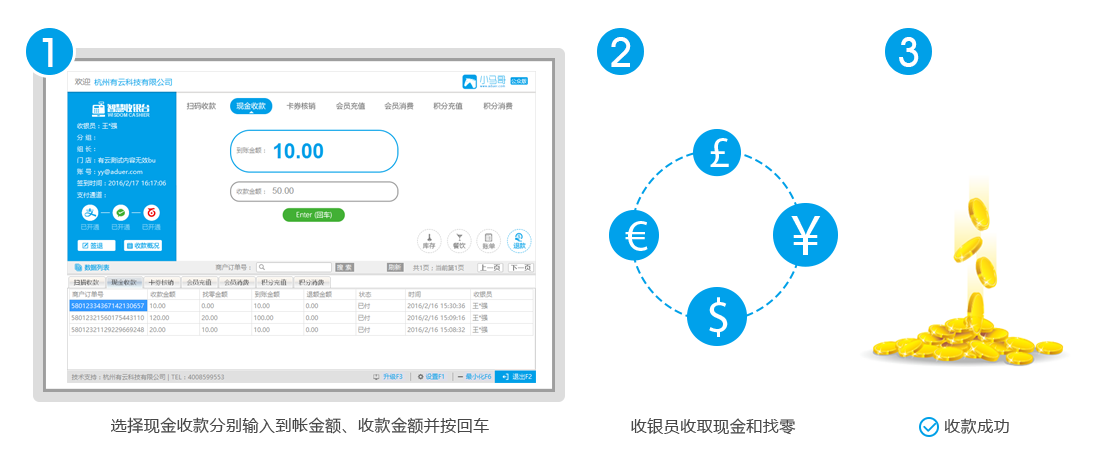 1
2
3
欢迎 杭州有云科技有限公司
小马哥 公众版
www.aduer.com
智慧收银台
WISDOM CASHIER
收银员：王*强
分 组：
组 长：
门 店：有云测试内容无效bu
账 号：yy@aduer.com
签到时间：2016/2/17 16:17:06
支付通道：
已开通 已开通 已开通
签退 收款概况
扫码收款 现金收款 卡券核销 会员充值 会员消费 积分充值 积分消费
到账金额： 10.00
收款金额： 50.00
Enter (回车)
库存 餐饮 账单 退款
数据列表 商户订单号： 搜 索 刷新 共1页：当前第1页 上一页 下一页
扫码收款 现金收款 卡券核销 会员充值 会员消费 积分充值 积分消费
商户订单号 收款金额 找零金额 到账金额 退额金额 状态 时间 收银员
58012334367142130657 10.00 0.00 10.00 0.00 已付 2016/2/16 15:30:36 王*强
58012321560175443110 120.00 20.00 100.00 0.00 已付 2016/2/16 15:09:16 王*强
58012321129229669248 20.00 10.00 10.00 0.00 已付 2016/2/16 15:08:32 王*强
技术支持：杭州有云科技有限公司 | TEL：4008599553 升级F3 设置F1 最小化F6 退出F2
£
€
¥
$
选择现金收款分别输入到帐金额、收款金额并按回车
收银员收取现金和找零
收款成功